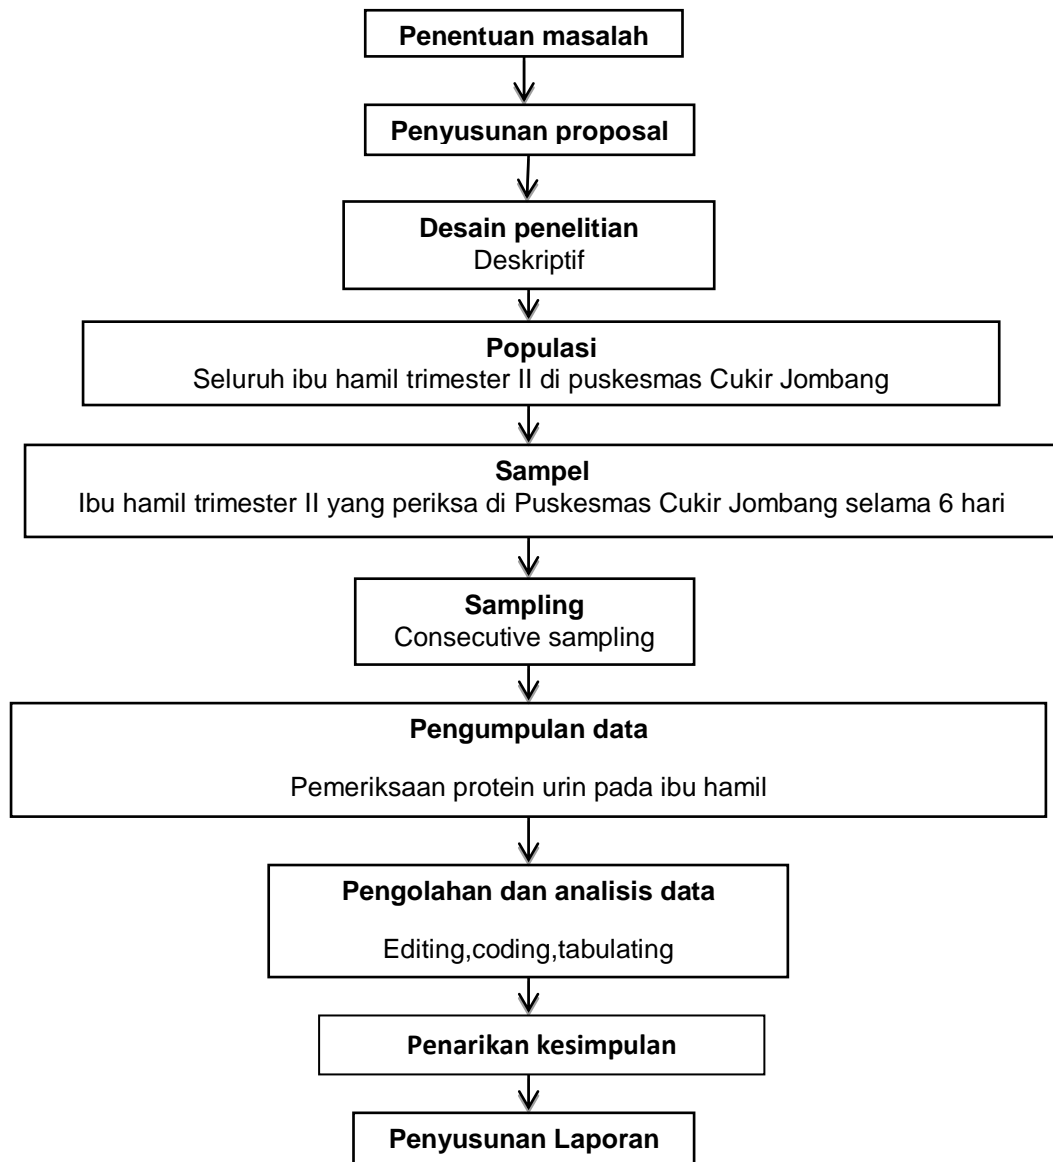 Penentuan masalah
Penyusunan proposal
Desain penelitian
Deskriptif
Populasi
Seluruh ibu hamil trimester II di puskesmas Cukir Jombang
Sampel
Ibu hamil trimester II yang periksa di Puskesmas Cukir Jombang selama 6 hari
Sampling
Consecutive sampling
Pengumpulan data
Pemeriksaan protein urin pada ibu hamil
Pengolahan dan analisis data
Editing,coding,tabulating
Penarikan kesimpulan
Penyusunan Laporan